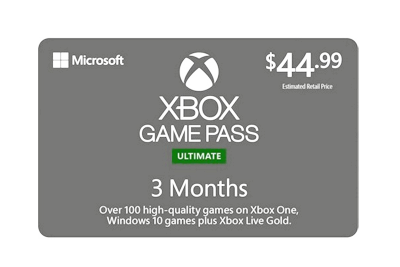 Microsoft
$44.99
Estimated Retail Price
XBOX
GAME PASS
ULTIMATE
3 Months
Over 100 high-quality games on Xbox One,
Windows 10 games plus Xbox Live Gold.